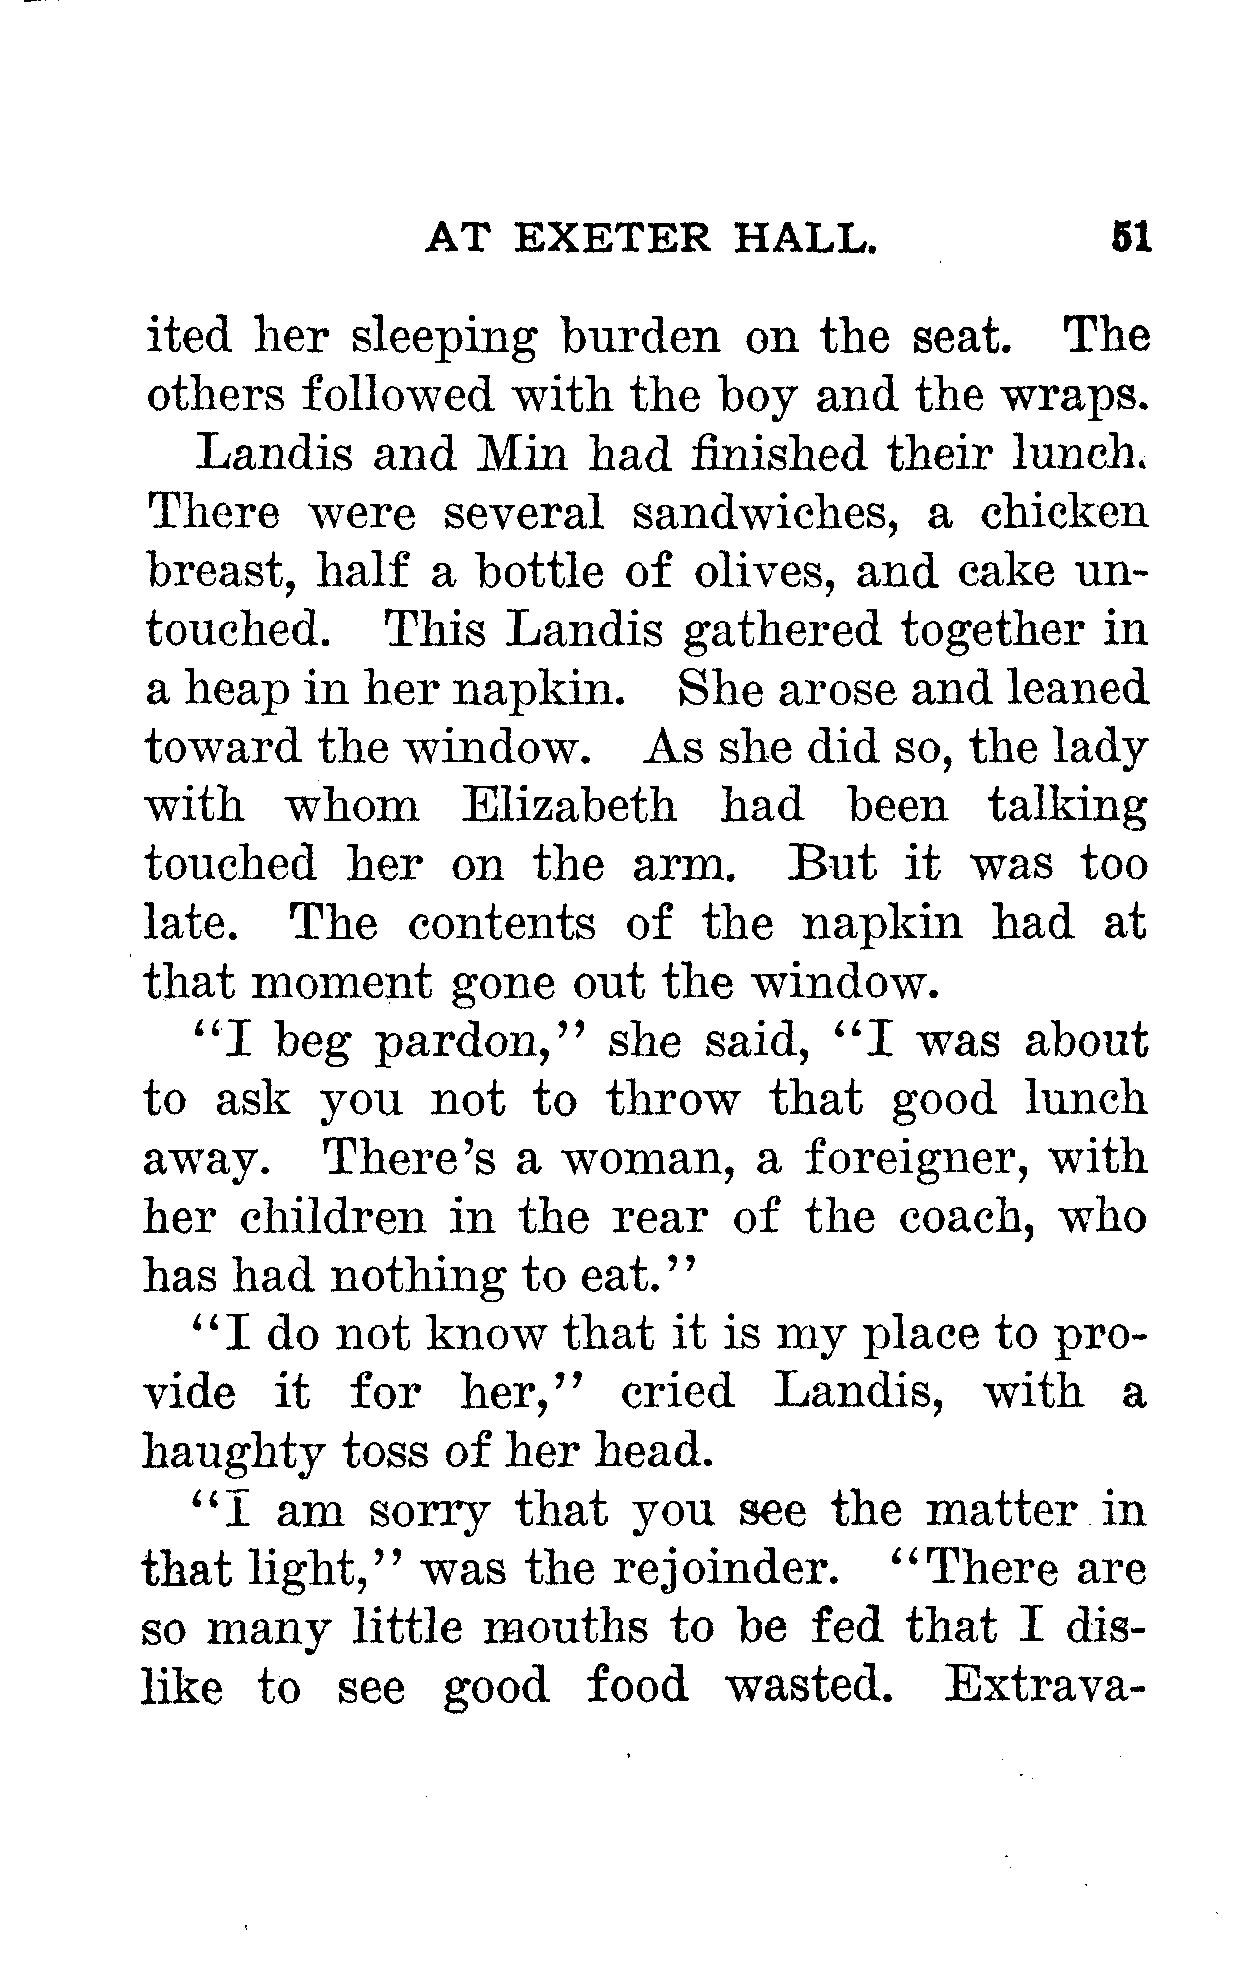 AT EXETER HALL. 51
ited her sleeping burden on the seat. The
others followed with the boy and the wraps.
Landis and Min had finished their lunch.
There were several sandwiches, a chicken
breast, half a bottle of olives, and cake un-
touched. This Landis gathered together in
a heap in her napkin. She arose and leaned
toward the window. As she did so, the lady
with whom Elizabeth had been talking
touched her on the arm. But it was too
late. The contents of the napkin had at
that moment gone out the window.
"I beg pardon," she said, "I was about
to ask you not to throw that good lunch
away. There's a woman, a foreigner, with
her children in the rear of the coach, who
has had nothing to eat."
"I do not know that it is my place to pro-
vide it for her," cried Landis, with a
haughty toss of her head.
"I am sorry that you see the matter in
that light," was the rejoinder. "There are
so many little mouths to be fed that I dis-
like to see good food wasted. Extrava-